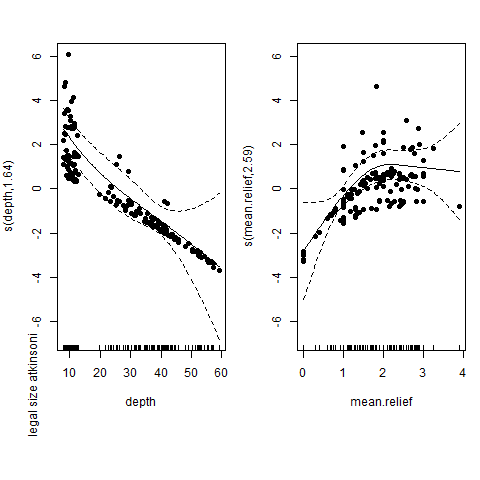 6
4
2
0
-2
-4
-6
s(depth,1.64)
10 20 30 40 50 60
depth
legal size atkinsoni
6
4
2
0
-2
-4
-6
s(mean.relief,2.59)
0 1 2 3 4
mean.relief